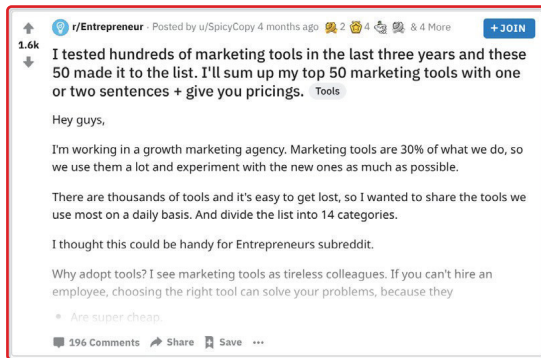 r/Entrepreneur · Posted by u/SpicyCopy 4 months ago 2 4 & 4 More
+ JOIN
1.6k
I tested hundreds of marketing tools in the last three years and these
50 made it to the list. I'll sum up my top 50 marketing tools with one
or two sentences + give you pricings. Tools
Hey guys,
I'm working in a growth marketing agency. Marketing tools are 30% of what we do, so
we use them a lot and experiment with the new ones as much as possible.
There are thousands of tools and it's easy to get lost, so I wanted to share the tools we
use most on a daily basis. And divide the list into 14 categories.
I thought this could be handy for Entrepreneurs subreddit.
Why adopt tools? I see marketing tools as tireless colleagues. If you can't hire an
employee, choosing the right tool can solve your problems, because they
• Are super cheap.
196 Comments Share Save ...